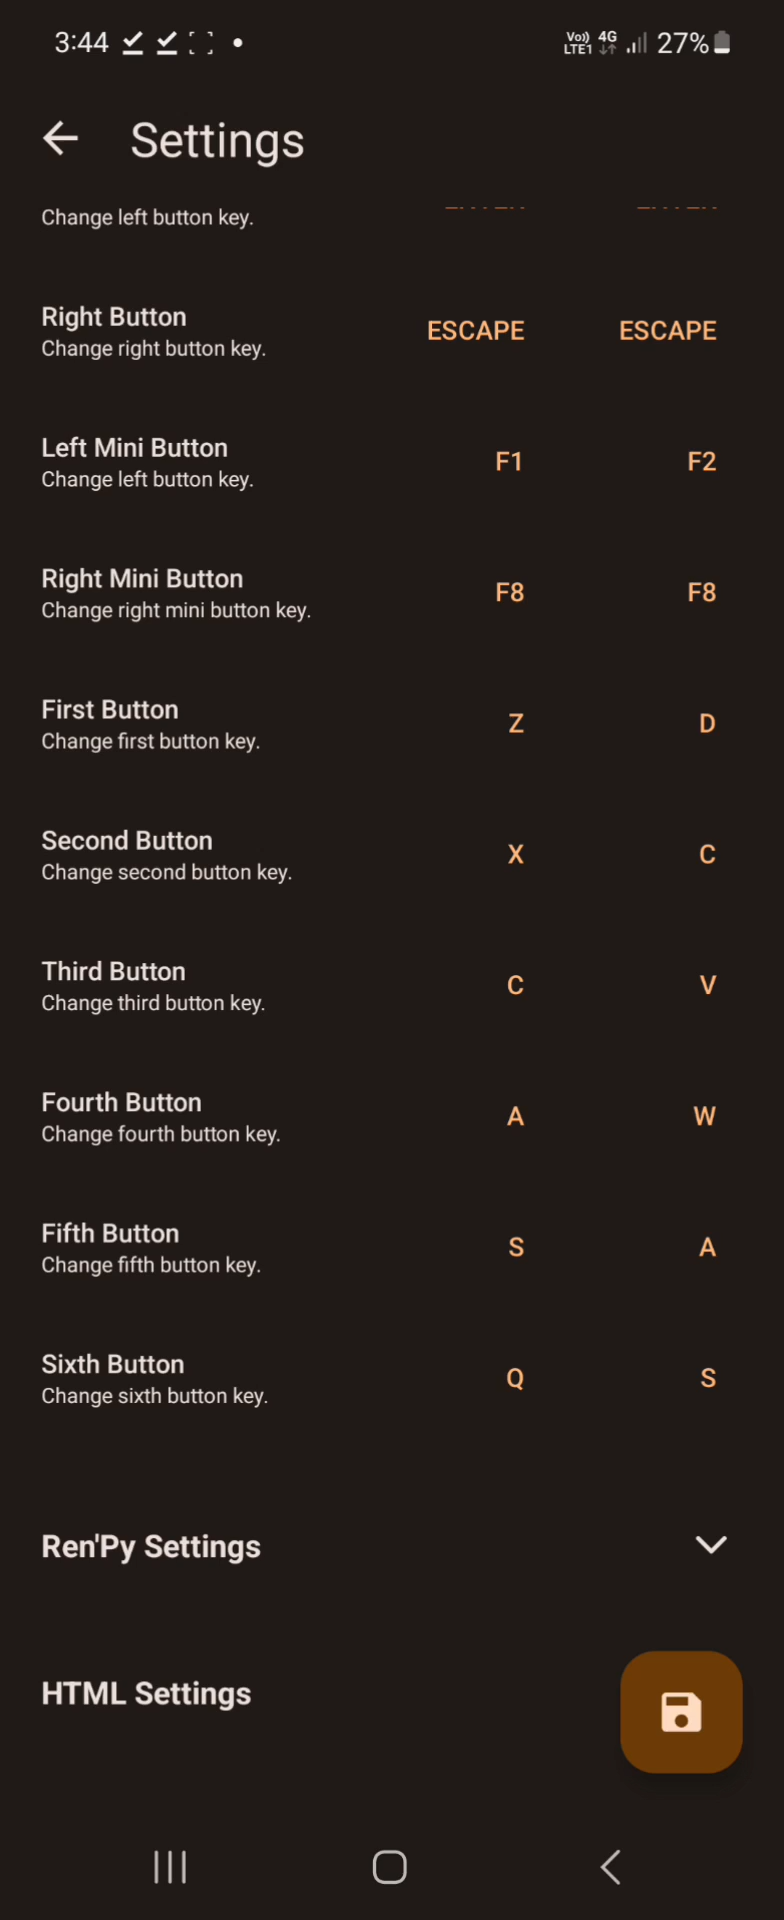 3:44
Vo)) 4G
LTE1
27%
Settings
Change left button key.
Right Button
Change right button key.
ESCAPE ESCAPE
Left Mini Button
Change left button key.
F1 F2
Right Mini Button
Change right mini button key.
F8 F8
First Button
Change first button key.
Z D
Second Button
Change second button key.
X C
Third Button
Change third button key.
C V
Fourth Button
Change fourth button key.
A W
Fifth Button
Change fifth button key.
S A
Sixth Button
Change sixth button key.
Q S
Ren'Py Settings
HTML Settings